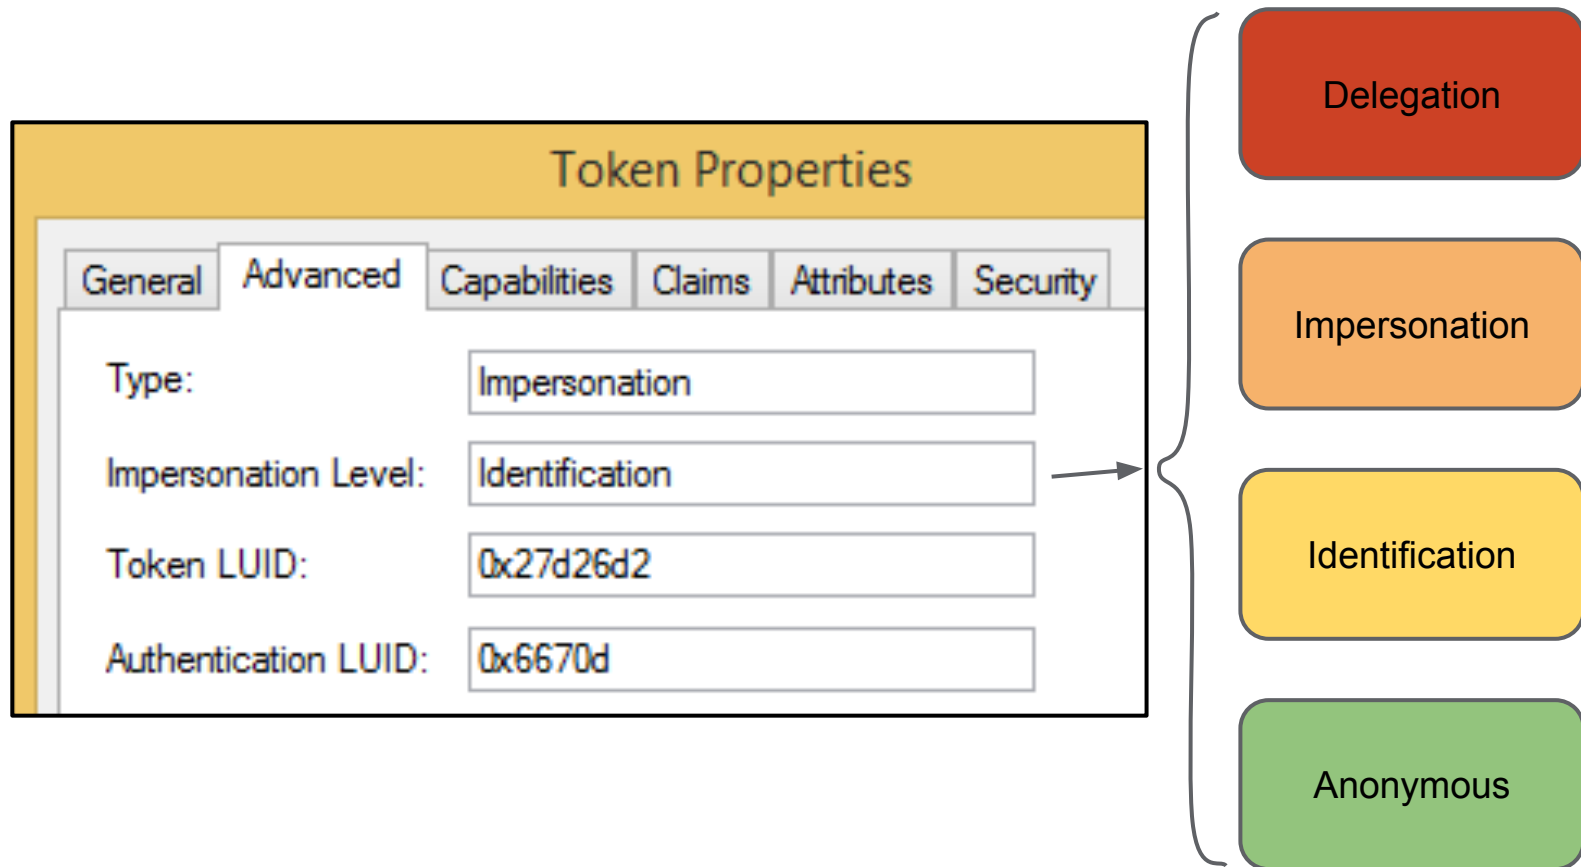 Token Properties
General Advanced Capabilities Claims Attributes Security
Type: Impersonation
Impersonation Level: Identification
Token LUID: 0x27d26d2
Authentication LUID: 0x6670d
Delegation
Impersonation
Identification
Anonymous